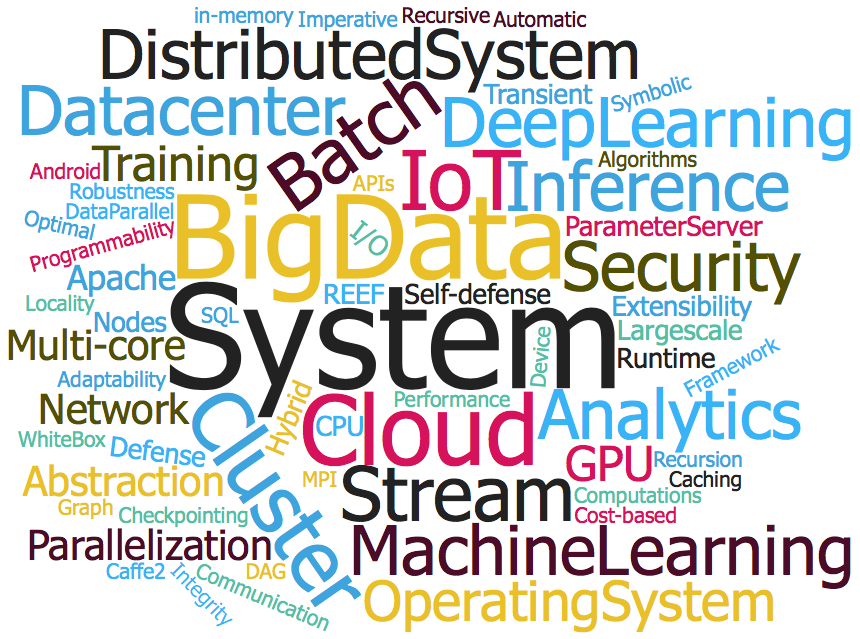 in-memory
Imperative
Recursive
Automatic
DistributedSystem
Datacenter
Batch
Transient
Symbolic
DeepLearning
Training
Android
Algorithms
IoT
Inference
APIs
Robustness
DataParallel
Optimal
Programmability
BigData
I/O
ParameterServer
Security
Apache
REEF
Self-defense
Locality
Nodes
SQL
System
Extensibility
Largescale
Device
Runtime
Multi-core
Framework
Adaptability
Network
Hybrid
Performance
Cloud
CPU
Analytics
WhiteBox
Defense
Cluster
GPU
Recursion
Caching
Abstraction
MPI
Stream
Computations
Cost-based
Graph
Checkpointing
Parallelization
MachineLearning
Caffe2
Integrity
Communication
DAG
OperatingSystem